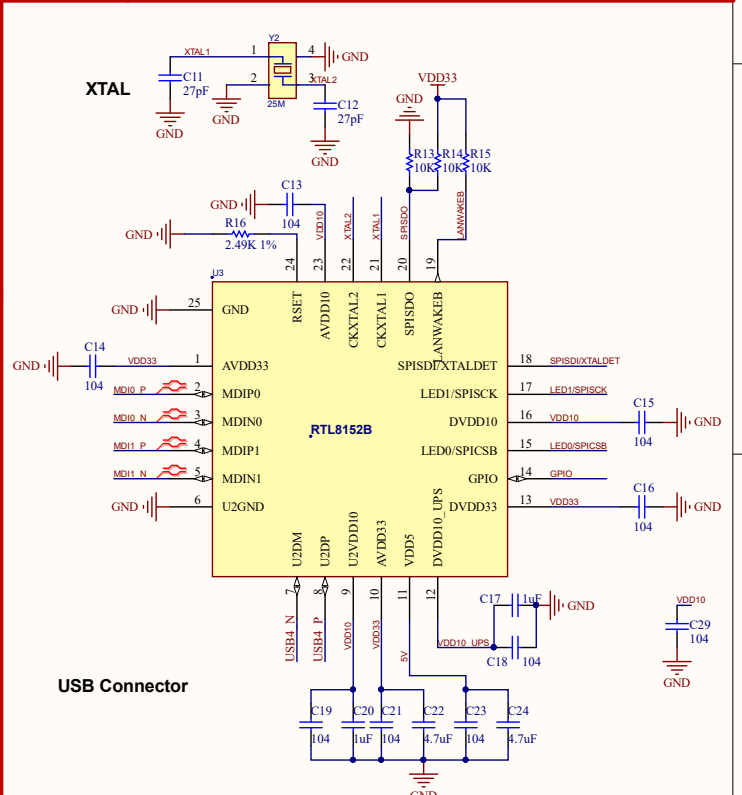 XTAL
XTAL1
1
Y2
4
GND
C11
27pF
GND
2
GND
25M
3
XTAL2
C12
27pF
GND
VDD33
GND
R13
10K
R14
10K
R15
10K
C13
104
GND
R16
2.49K 1%
GND
VDD10
XTAL2
XTAL1
SPISDO
LANWAKEB
24
23
22
21
20
19
U3
RSET
AVDD10
CKXTAL2
CKXTAL1
SPISDO
LANWAKEB
GND
25
GND
C14
104
GND
VDD33
1
AVDD33
MDI0_P
2
MDIP0
MDI0_N
3
MDIN0
MDI1_P
4
MDIP1
MDI1_N
5
MDIN1
GND
6
U2GND
RTL8152B
SPISDI/XTALDET
18
SPISDI/XTALDET
LED1/SPISCK
17
LED1/SPISCK
DVDD10
16
VDD10
C15
104
GND
LED0/SPICSB
15
LED0/SPICSB
GPIO
14
GPIO
DVDD33
13
VDD33
C16
104
GND
U2DM
U2DP
U2VDD10
AVDD33
VDD5
DVDD10_UPS
7
8
9
10
11
12
USB4_N
USB4_P
VDD10
VDD33
5V
VDD10_UPS
C17
1uF
GND
C18
104
VDD10
C29
104
GND
USB Connector
C19
104
C20
1uF
C21
104
C22
4.7uF
C23
104
C24
4.7uF
GND